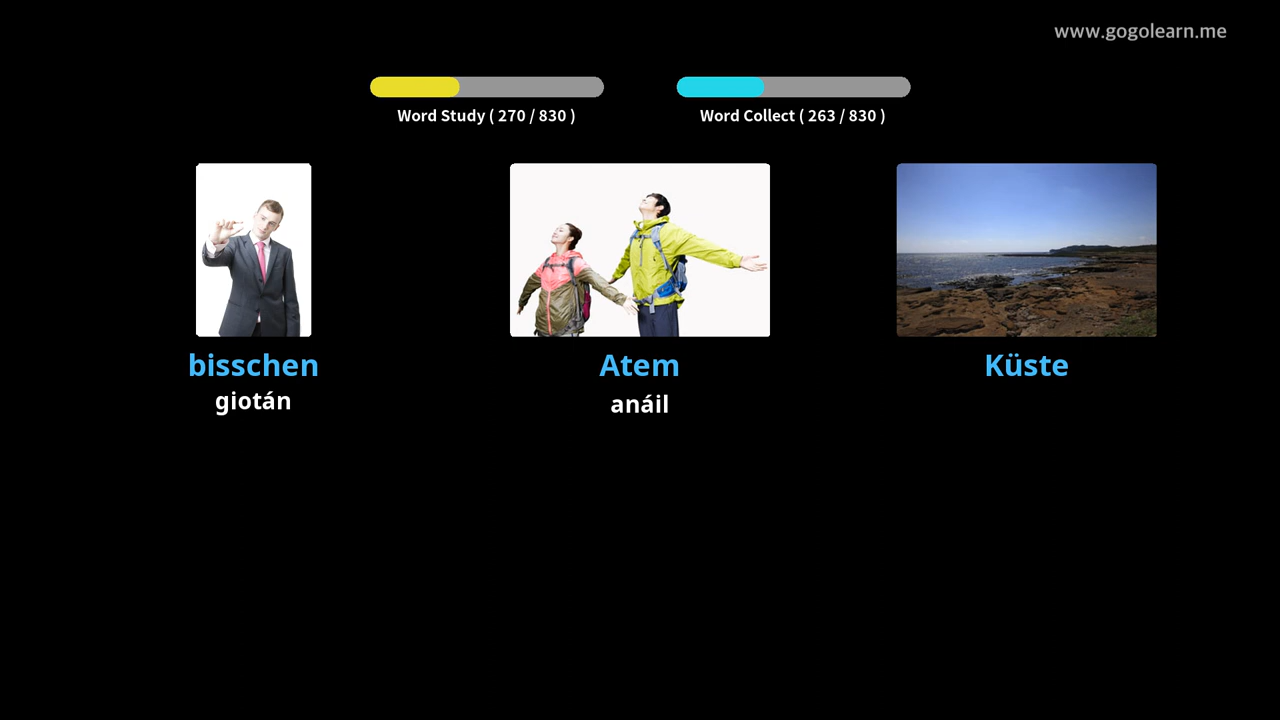 www.gogolearn.me
Word Study ( 270 / 830 )
Word Collect ( 263 / 830 )
bisschen
giotán
Atem
anáil
Küste